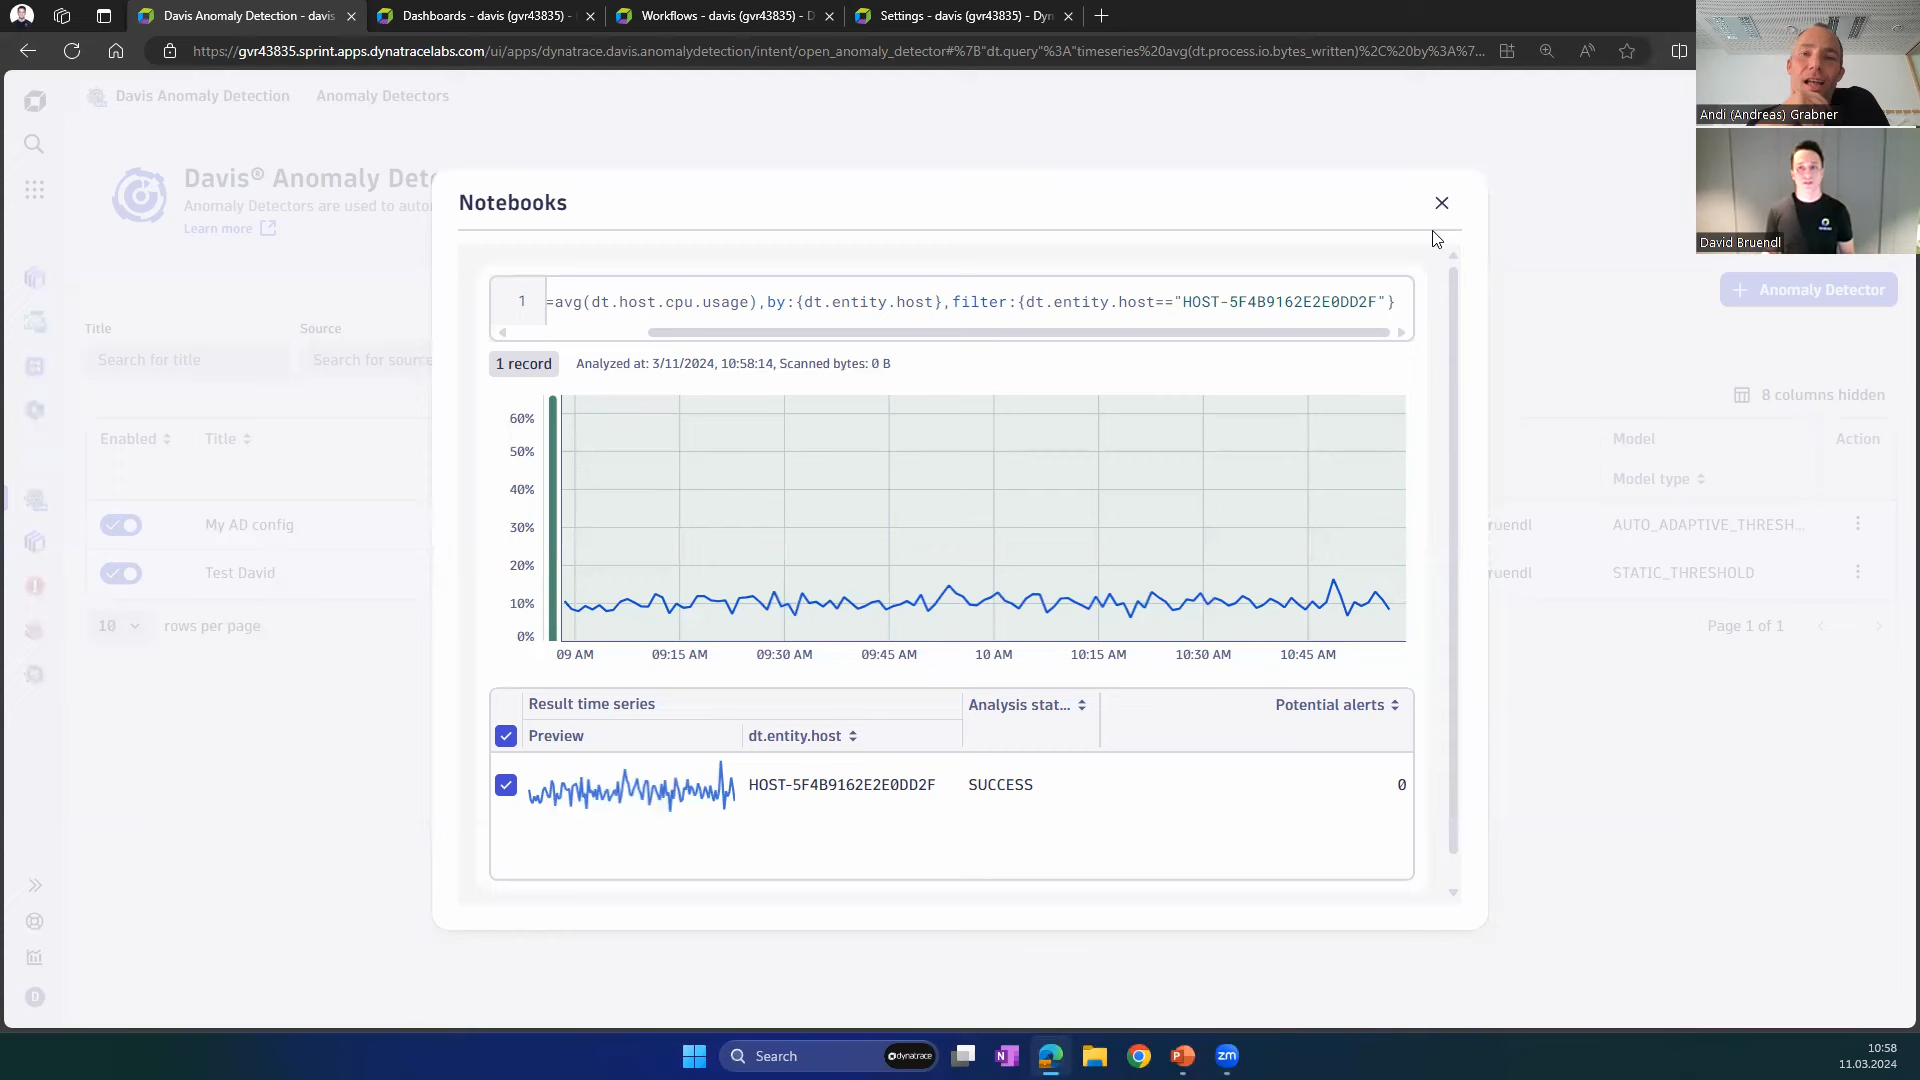 Davis Anomaly Detection - davis
Dashboards - davis (gvr43835) -
Workflows - davis (gvr43835) - D
Settings - davis (gvr43835) - Dyn
https://gvr43835.sprint.apps.dynatracelabs.com/ui/apps/dynatrace.davis.anomalydetection/intent/open_anomaly_detector#%7B"dt.query"%3A"timeseries%20avg(dt.process.io.bytes_written)%2C%20by%3A%7...
Andi (Andreas) Grabner
David Bruendl
Davis Anomaly Detection
Anomaly Detectors
Davis® Anomaly Dete
Anomaly Detectors are used to autor
Learn more
Anomaly Detector
Title
Source
Search for title
Search for source
8 columns hidden
Enabled
Title
Model
Action
Model type
My AD config
ruendl
AUTO_ADAPTIVE_THRESH...
Test David
ruendl
STATIC_THRESHOLD
10
rows per page
Page 1 of 1
Notebooks
1
=avg(dt.host.cpu.usage),by:{dt.entity.host},filter:{dt.entity.host=="HOST-5F4B9162E2E0DD2F"}
1 record
Analyzed at: 3/11/2024, 10:58:14, Scanned bytes: 0 B
60%
50%
40%
30%
20%
10%
0%
09 AM
09:15 AM
09:30 AM
09:45 AM
10 AM
10:15 AM
10:30 AM
10:45 AM
Result time series
Analysis stat...
Potential alerts
Preview
dt.entity.host
HOST-5F4B9162E2E0DD2F
SUCCESS
0
D
Search
dynatrace
zm
10:58
11.03.2024